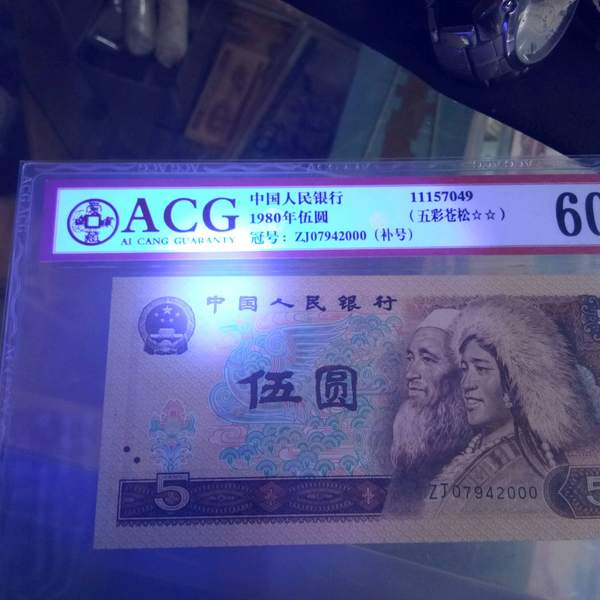 ACG
AI CANG GUARANTY
中国人民银行
1980年伍圆
冠号：ZJ07942000（补号）
11157049
（五彩苍松☆☆）
60
中国人民银行
伍圆
ZJ07942000
5
5